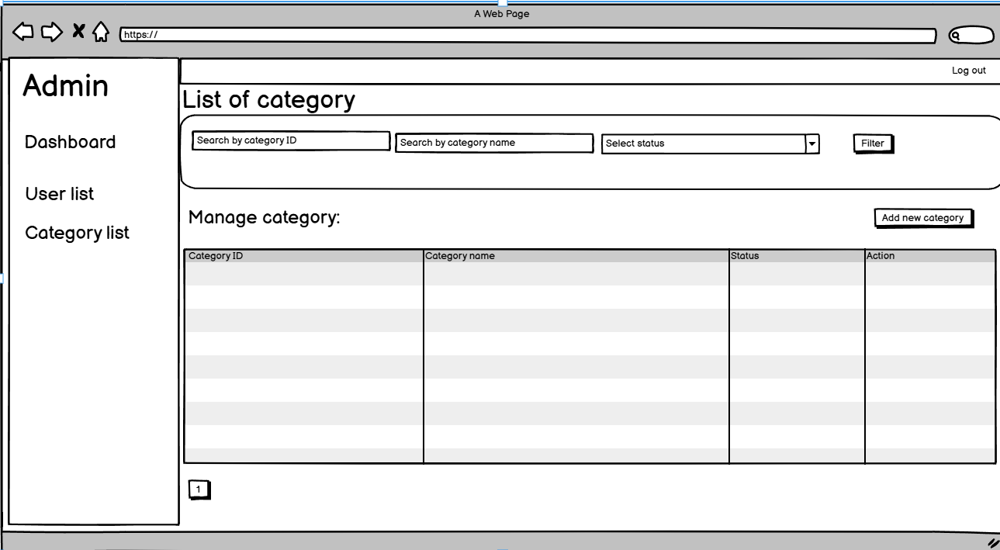 A Web Page
https://
Log out
Admin
Dashboard
User list
Category list
List of category
Search by category ID
Search by category name
Select status
Filter
Manage category:
Add new category
Category ID
Category name
Status
Action
1